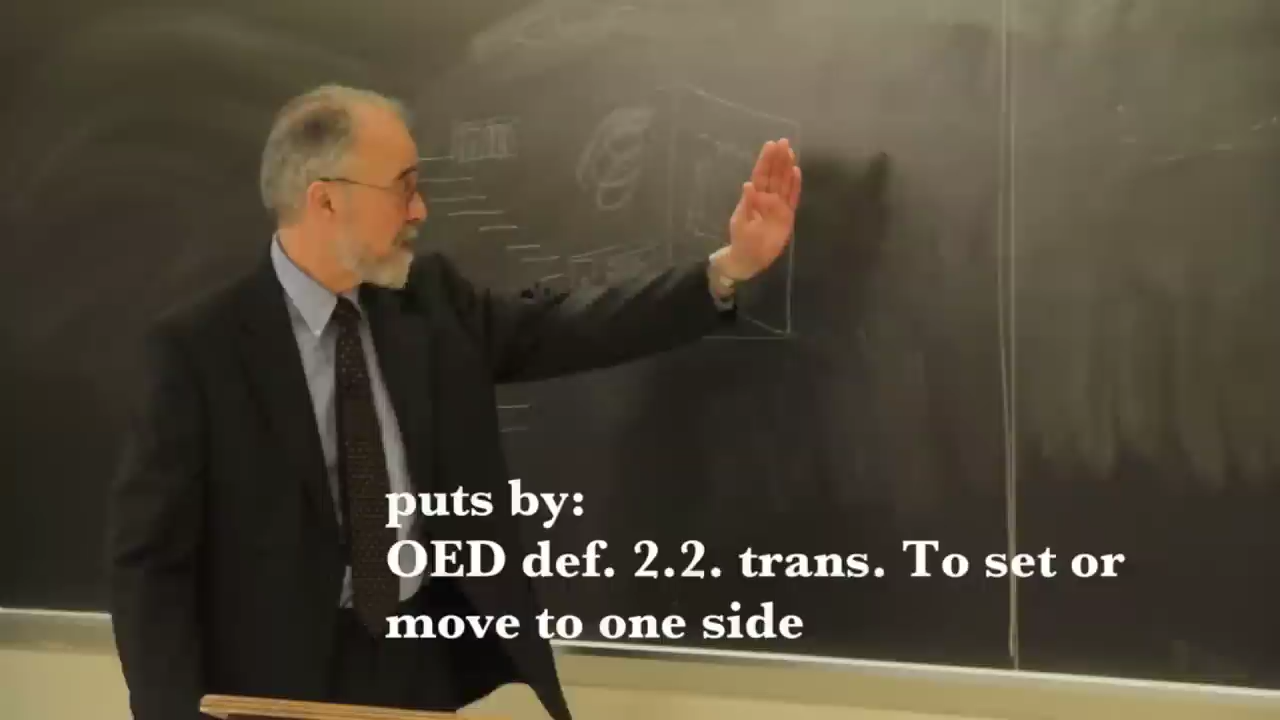 puts by:
OED def. 2.2. trans. To set or
move to one side